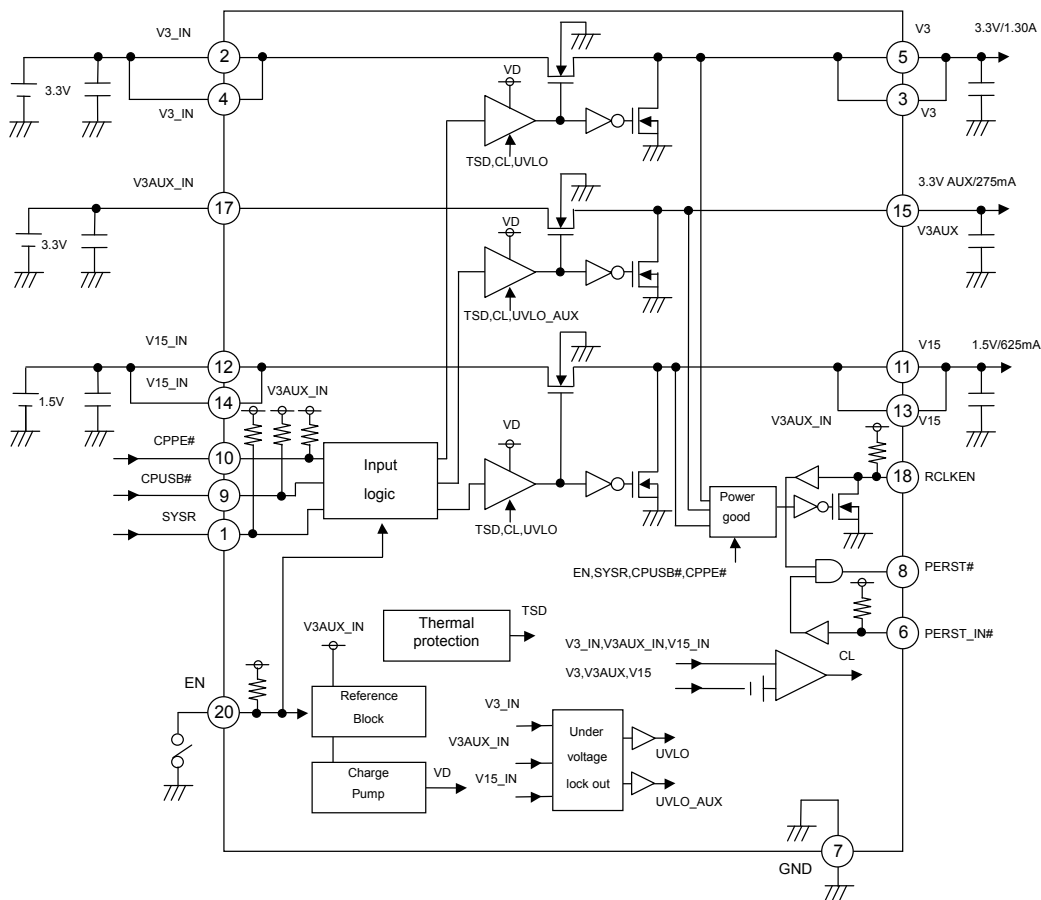 V3_IN
V3
3.3V/1.30A
2
5
3.3V
VD
4
3
V3_IN
V3
TSD,CL,UVLO
V3AUX_IN
3.3V AUX/275mA
17
15
VD
V3AUX
3.3V
TSD,CL,UVLO_AUX
V15_IN
V15
1.5V/625mA
12
11
V15_IN
V3AUX_IN
1.5V
14
13
V15
V3AUX_IN
VD
CPPE#
10
Input
logic
18
RCLKEN
CPUSB#
9
Power
good
SYSR
1
TSD,CL,UVLO
EN,SYSR,CPUSB#,CPPE#
8
PERST#
TSD
Thermal
protection
V3AUX_IN
6
PERST_IN#
V3_IN,V3AUX_IN,V15_IN
CL
V3,V3AUX,V15
EN
20
Reference
Block
V3_IN
Under
voltage
lock out
UVLO
V3AUX_IN
Charge
Pump
VD
V15_IN
UVLO_AUX
7
GND